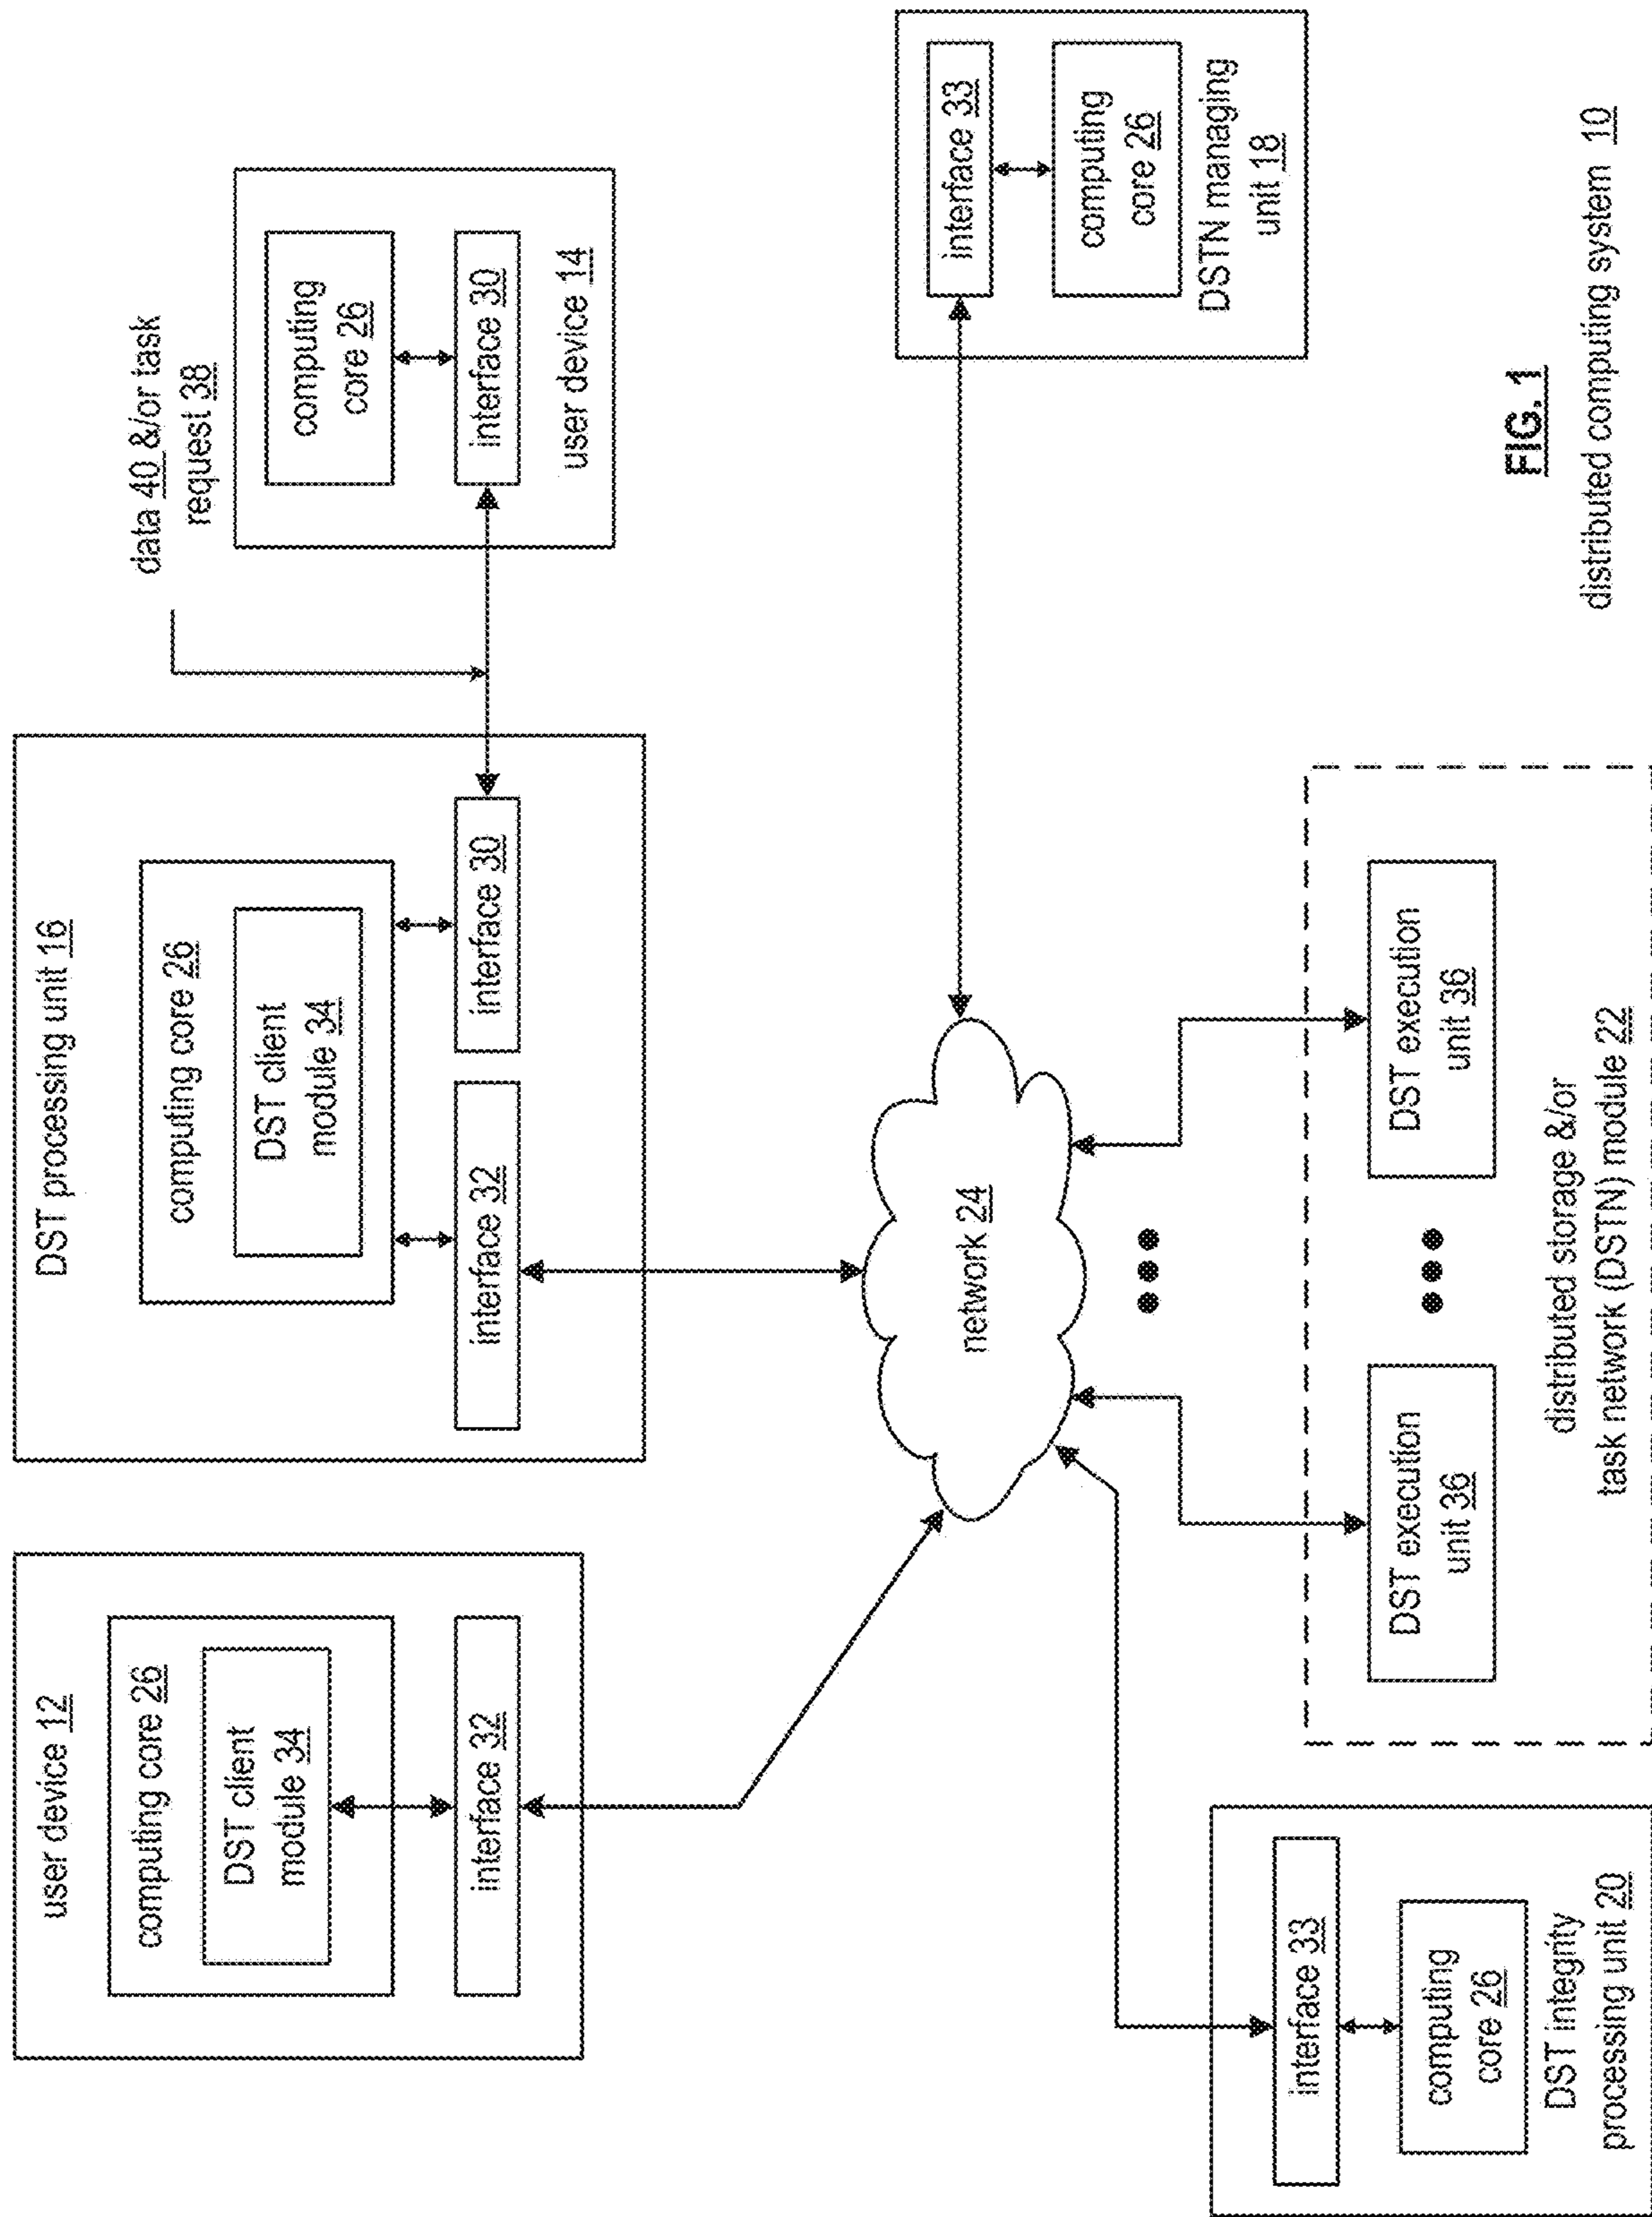 user device 12
computing core 26
DST client
module 34
interface 32
DST processing unit 16
computing core 26
DST client
module 34
interface 32
interface 30
data 40 &/or task
request 38
computing
core 26
interface 30
user device 14
network 24
interface 33
computing
core 26
DSTN managing
unit 18
interface 33
computing
core 26
DST integrity
processing unit 20
DST execution
unit 36
DST execution
unit 36
distributed storage &/or
task network (DSTN) module 22
FIG. 1
distributed computing system 10